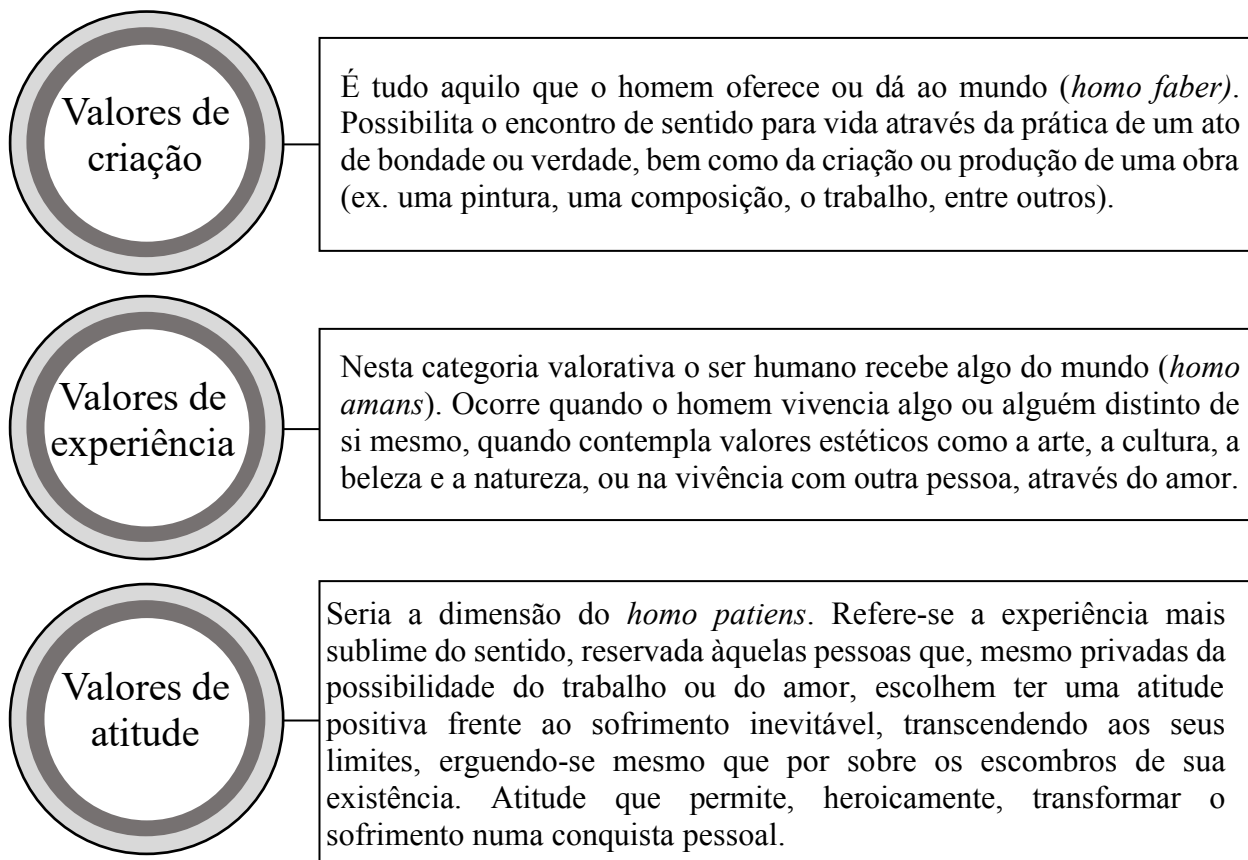 Valores de
criação
É tudo aquilo que o homem oferece ou dá ao mundo (homo faber).
Possibilita o encontro de sentido para vida através da prática de um ato
de bondade ou verdade, bem como da criação ou produção de uma obra
(ex. uma pintura, uma composição, o trabalho, entre outros).
Valores de
experiência
Nesta categoria valorativa o ser humano recebe algo do mundo (homo
amans). Ocorre quando o homem vivencia algo ou alguém distinto de
si mesmo, quando contempla valores estéticos como a arte, a cultura, a
beleza e a natureza, ou na vivência com outra pessoa, através do amor.
Valores de
atitude
Seria a dimensão do homo patiens. Refere-se a experiência mais
sublime do sentido, reservada àquelas pessoas que, mesmo privadas da
possibilidade do trabalho ou do amor, escolhem ter uma atitude
positiva frente ao sofrimento inevitável, transcendendo aos seus
limites, erguendo-se mesmo que por sobre os escombros de sua
existência. Atitude que permite, heroicamente, transformar o
sofrimento numa conquista pessoal.